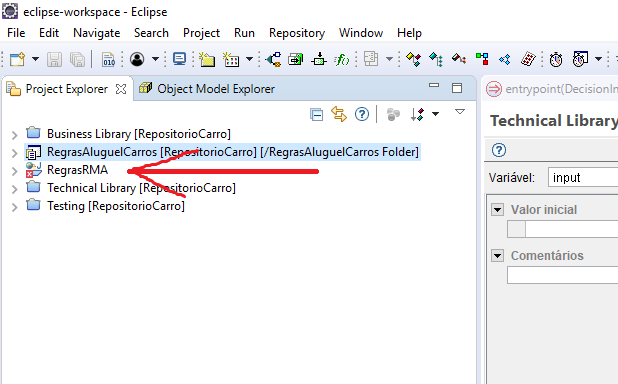 eclipse-workspace - Eclipse
File Edit Navigate Search Project Run Repository Window Help
Project Explorer Object Model Explorer
entrypoint(DecisionIn
Business Library [RepositorioCarro]
RegrasAluguelCarros [RepositorioCarro] [/RegrasAluguelCarros Folder]
RegrasRMA
Technical Library [RepositorioCarro]
Testing [RepositorioCarro]
Technical Library
Variável: input
Valor inicial
Comentários